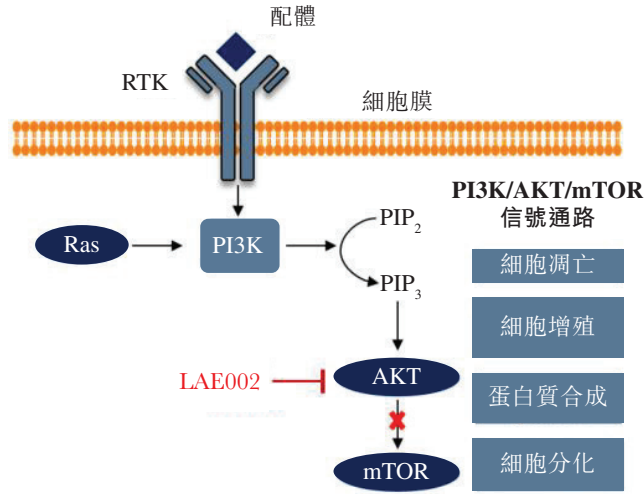 配體
RTK
細胞膜
PI3K/AKT/mTOR
信號通路
Ras
PI3K
PIP2
PIP3
細胞凋亡
細胞增殖
LAE002
AKT
蛋白質合成
mTOR
細胞分化